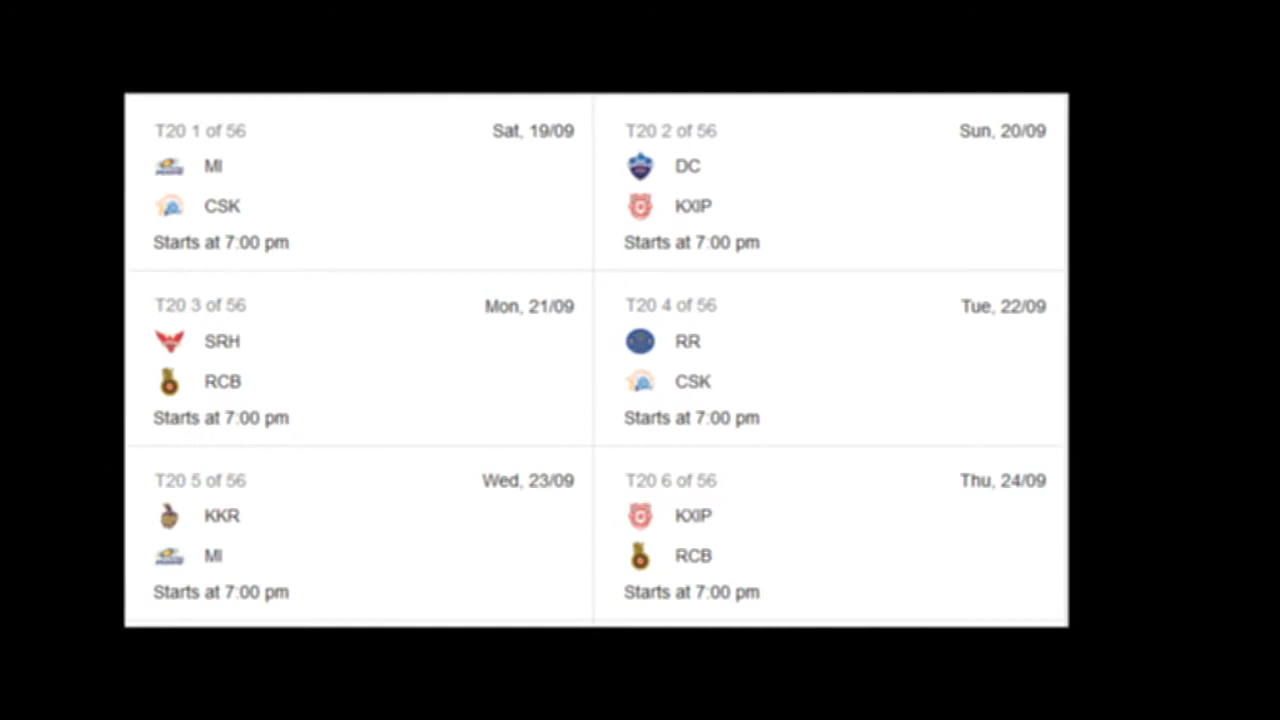 T20 1 of 56 Sat, 19/09
MI
CSK
Starts at 7:00 pm
T20 2 of 56 Sun, 20/09
DC
KXIP
Starts at 7:00 pm
T20 3 of 56 Mon, 21/09
SRH
RCB
Starts at 7:00 pm
T20 4 of 56 Tue, 22/09
RR
CSK
Starts at 7:00 pm
T20 5 of 56 Wed, 23/09
KKR
MI
Starts at 7:00 pm
T20 6 of 56 Thu, 24/09
KXIP
RCB
Starts at 7:00 pm